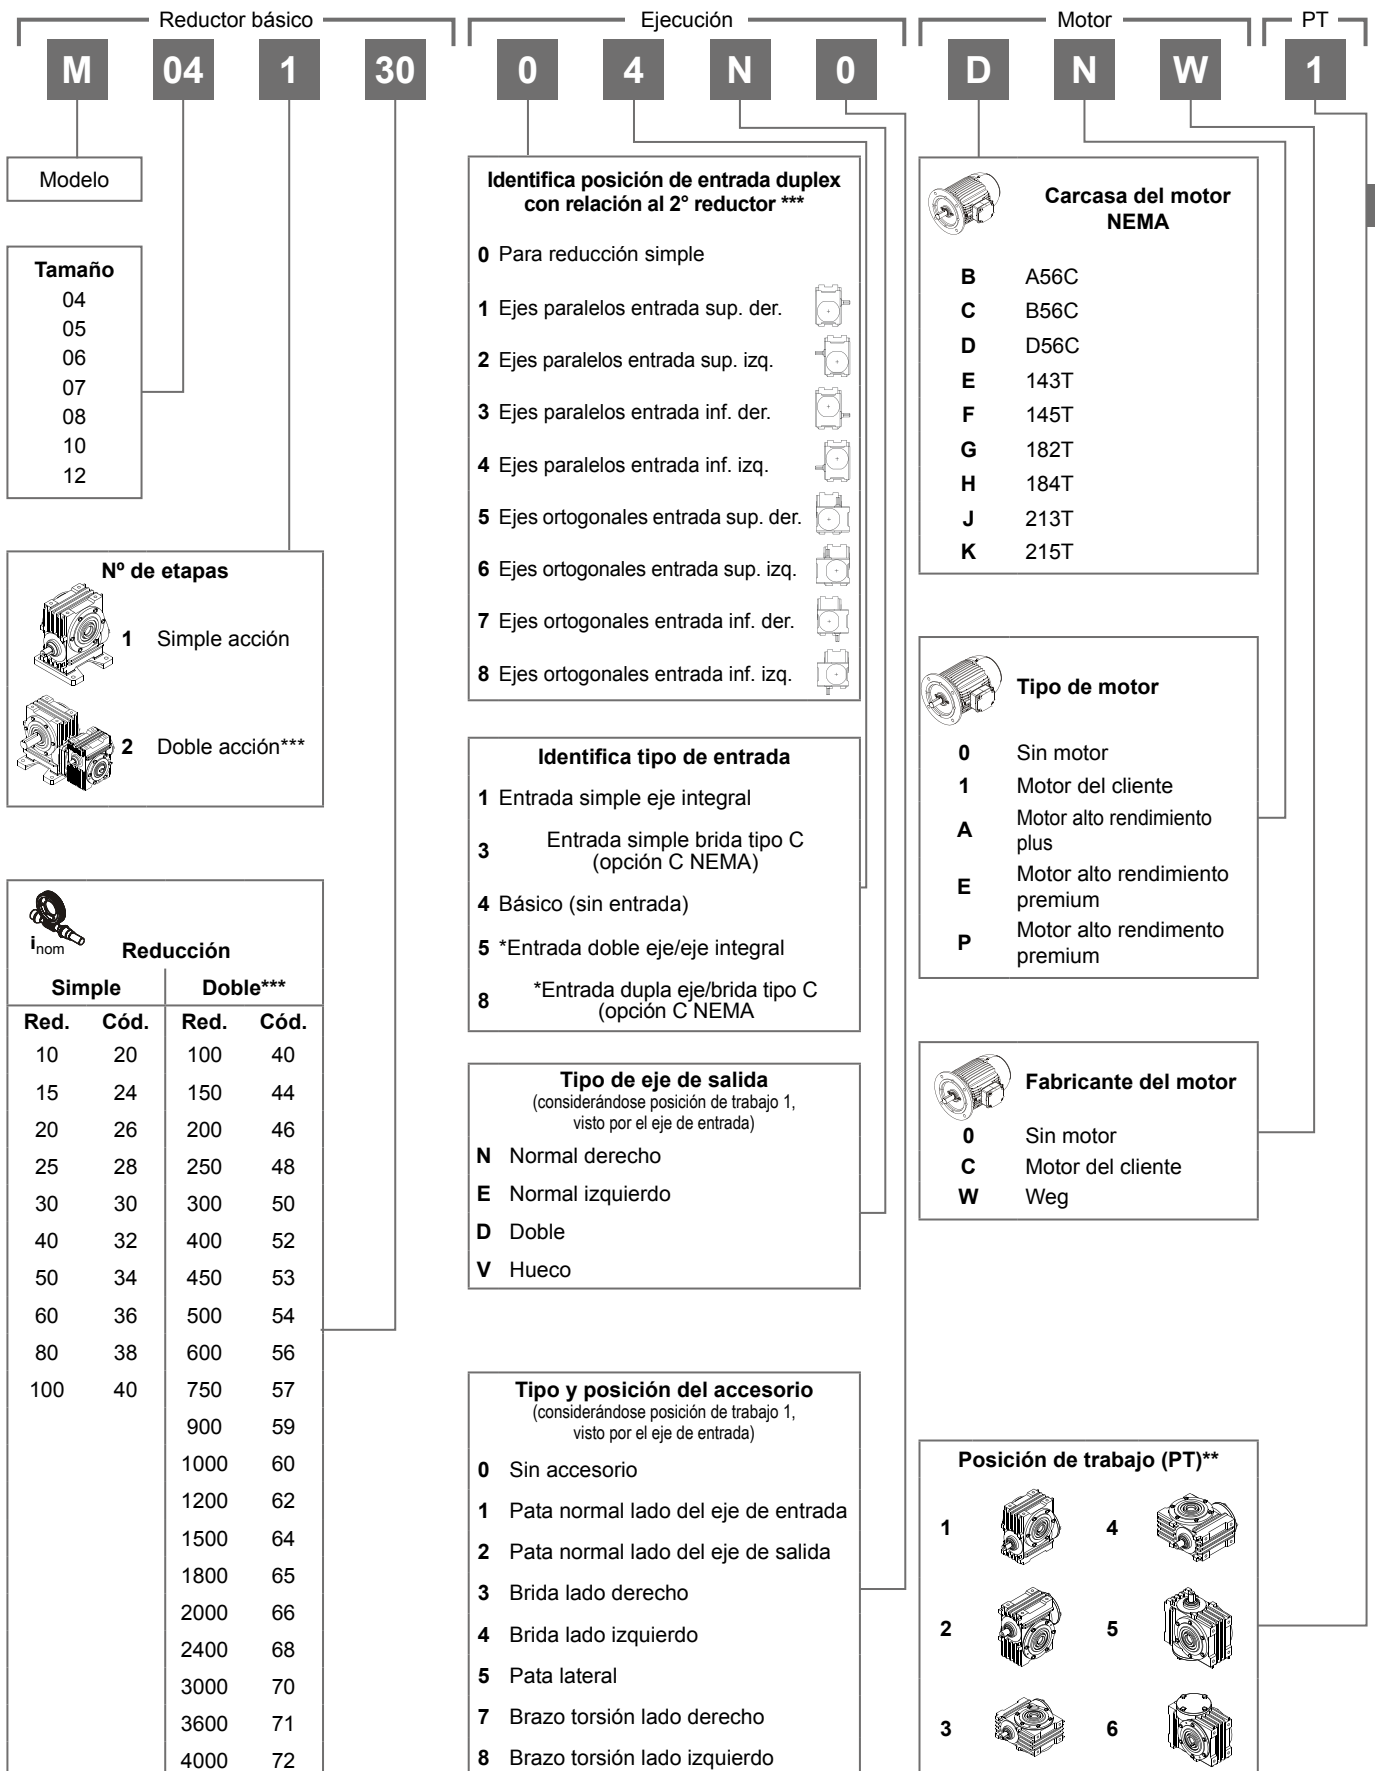 Reductor básico
Ejecución
Motor
PT
M 04 1 30 0 4 N 0 D N W 1
Modelo
Tamaño
04
05
06
07
08
10
12
Nº de etapas
1 Simple acción
2 Doble acción***
i nom
Reducción
Simple Doble***
Red. Cód. Red. Cód.
10 20 100 40
15 24 150 44
20 26 200 46
25 28 250 48
30 30 300 50
40 32 400 52
50 34 450 53
60 36 500 54
80 38 600 56
100 40 750 57
900 59
1000 60
1200 62
1500 64
1800 65
2000 66
2400 68
3000 70
3600 71
4000 72
Identifica posición de entrada duplex
con relación al 2° reductor ***
0 Para reducción simple
1 Ejes paralelos entrada sup. der.
2 Ejes paralelos entrada sup. izq.
3 Ejes paralelos entrada inf. der.
4 Ejes paralelos entrada inf. izq.
5 Ejes ortogonales entrada sup. der.
6 Ejes ortogonales entrada sup. izq.
7 Ejes ortogonales entrada inf. der.
8 Ejes ortogonales entrada inf. izq.
Identifica tipo de entrada
1 Entrada simple eje integral
3 Entrada simple brida tipo C
(opción C NEMA)
4 Básico (sin entrada)
5 *Entrada doble eje/eje integral
8 *Entrada dupla eje/brida tipo C
(opción C NEMA
Tipo de eje de salida
(considerándose posición de trabajo 1,
visto por el eje de entrada)
N Normal derecho
E Normal izquierdo
D Doble
V Hueco
Tipo y posición del accesorio
(considerándose posición de trabajo 1,
visto por el eje de entrada)
0 Sin accesorio
1 Pata normal lado del eje de entrada
2 Pata normal lado del eje de salida
3 Brida lado derecho
4 Brida lado izquierdo
5 Pata lateral
7 Brazo torsión lado derecho
8 Brazo torsión lado izquierdo
Carcasa del motor
NEMA
B A56C
C B56C
D D56C
E 143T
F 145T
G 182T
H 184T
J 213T
K 215T
Tipo de motor
0 Sin motor
1 Motor del cliente
A Motor alto rendimiento
plus
E Motor alto rendimiento
premium
P Motor alto rendimento
premium
Fabricante del motor
0 Sin motor
C Motor del cliente
W Weg
Posición de trabajo (PT)**
1 4
2 5
3 6